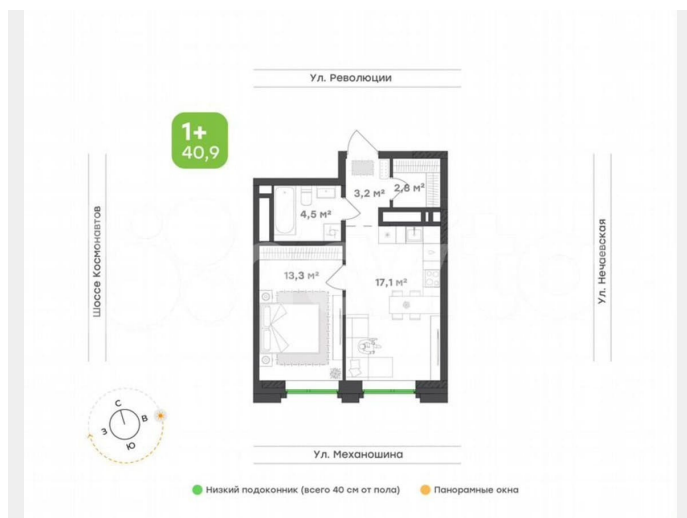 Ул. Революции
1+
40,9
3,2 м²
2,8 м²
4,5 м²
Шоссе Космонавтов
13,3 м²
17,1 м²
Ул. Нечаевская
С
В
З
Ю
Ул. Механошина
Низкий подоконник (всего 40 см от пола)
Панорамные окна